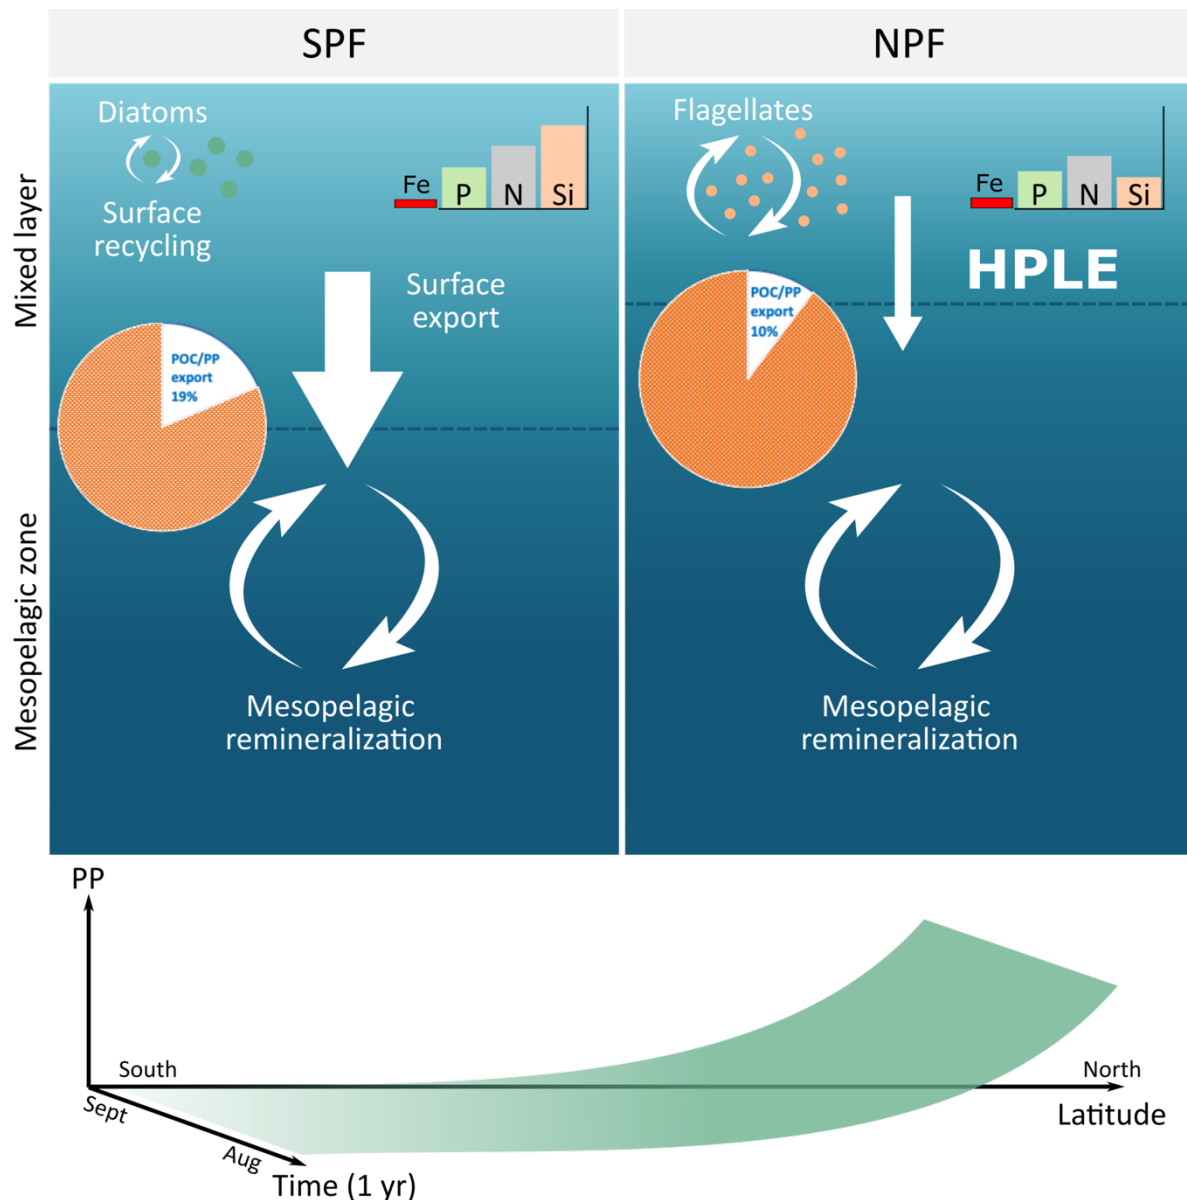 SPF
NPF
Mixed layer
Mesopelagic zone
Diatoms
Surface
recycling
Fe
P
N
Si
Surface
export
POC/PP
export
19%
Mesopelagic
remineralization
Flagellates
Fe
P
N
Si
HPLE
POC/PP
export
10%
Mesopelagic
remineralization
PP
South
North
Latitude
Sept
Aug
Time (1 yr)